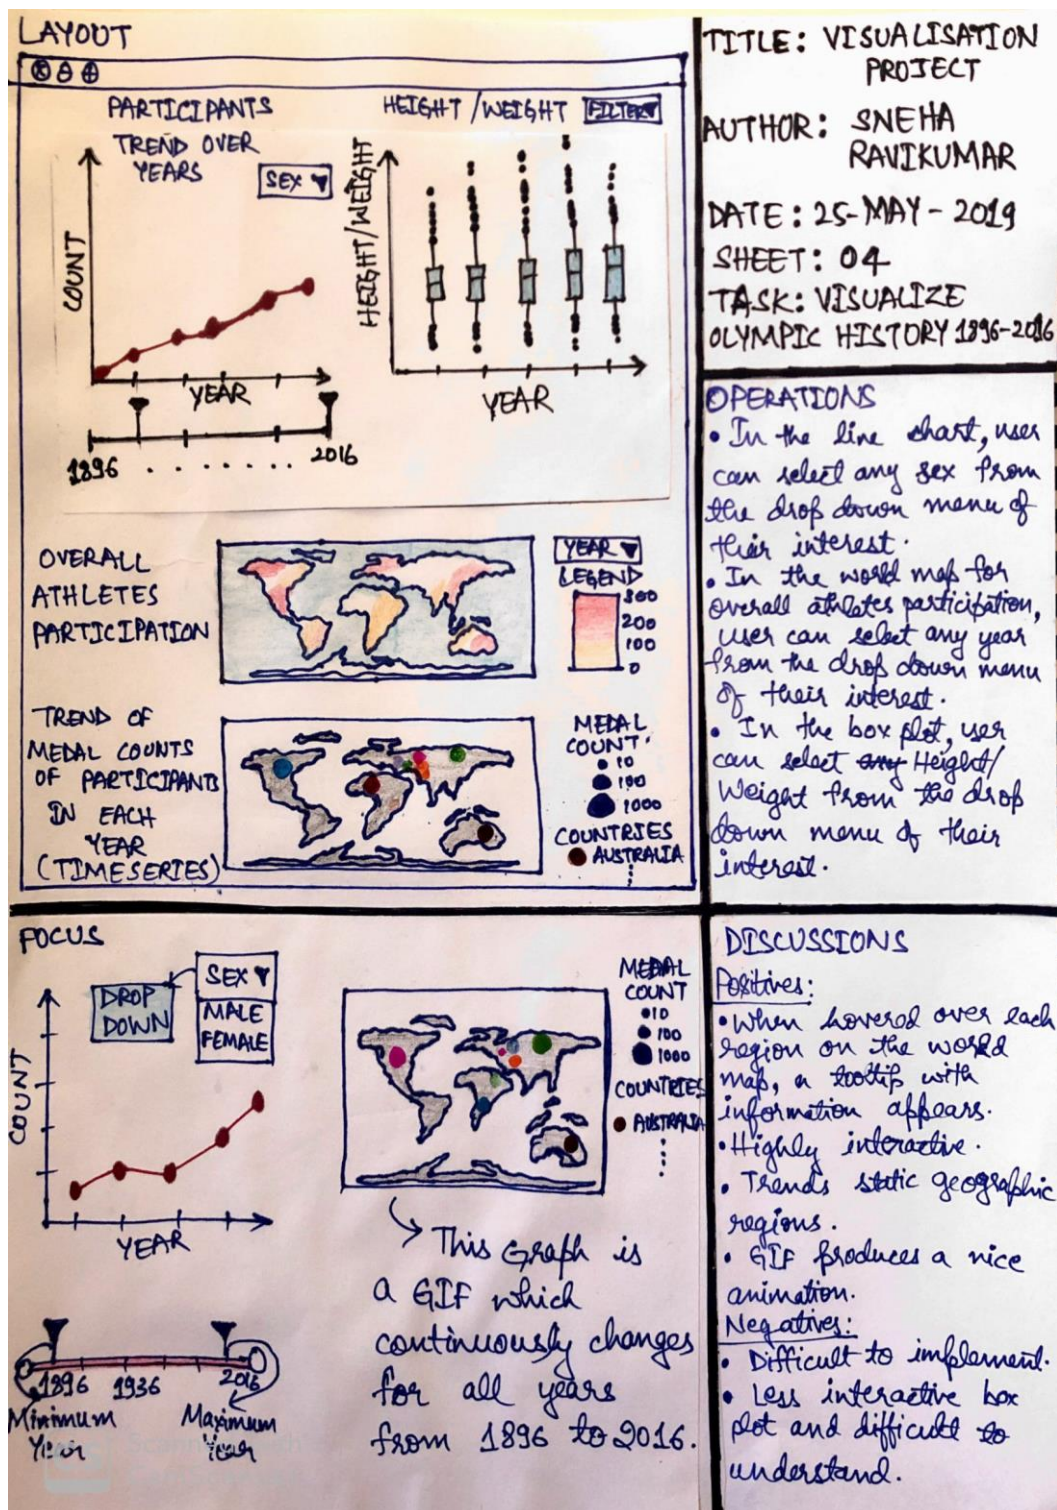 LAYOUT
PARTICIPANTS
TREND OVER
YEARS
SEX
COUNT
YEAR
1896 . . . . . . . 2016
HEIGHT / WEIGHT FILTER
HEIGHT/WEIGHT
YEAR
OVERALL
ATHLETES
PARTICIPATION
YEAR
LEGEND
300
200
100
0
TREND OF
MEDAL COUNTS
OF PARTICIPANTS
IN EACH
YEAR
(TIMESERIES)
MEDAL
COUNT
10
100
1000
COUNTRIES
AUSTRALIA
TITLE: VISUALISATION
PROJECT
AUTHOR: SNEHA
RAVIKUMAR
DATE: 25-MAY-2019
SHEET: 04
TASK: VISUALIZE
OLYMPIC HISTORY 1896-2016
OPERATIONS
• In the line chart, user
can select any sex from
the drop down menu of
their interest.
• In the world map for
overall athletes participation,
user can select any year
from the drop down menu
of their interest.
• In the box plot, user
can select any Height/
Weight from the drop
down menu of their
interest.
FOCUS
DROP
DOWN
SEX
MALE
FEMALE
COUNT
YEAR
1896 1936 2016
Minimum
Year
Maximum
Year
MEDAL
COUNT
10
100
1000
COUNTRIES
AUSTRALIA
This Graph is
a GIF which
continuously changes
for all years
from 1896 to 2016.
DISCUSSIONS
Positives:
• When hovered over each
region on the world
map, a tooltip with
information appears.
• Highly interactive.
• Trends static geographic
regions.
• GIF produces a nice
animation.
Negatives:
• Difficult to implement.
• Less interactive box
plot and difficult to
understand.